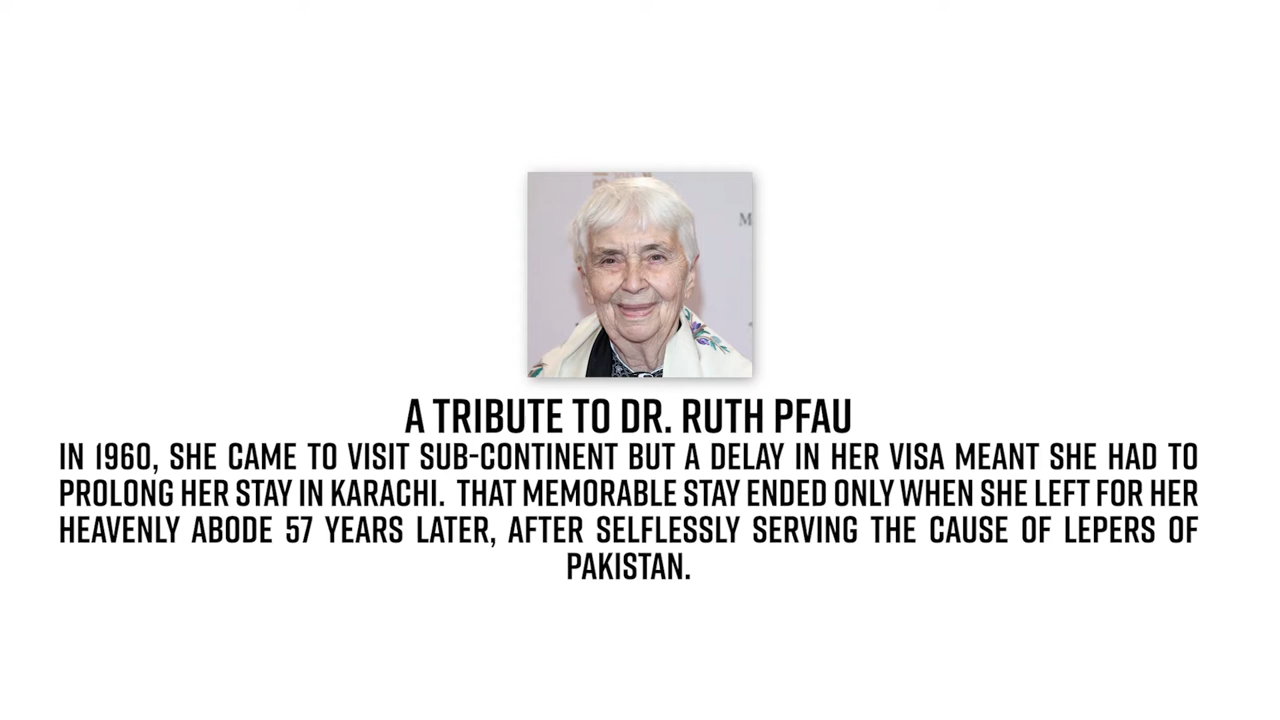 A TRIBUTE TO DR. RUTH PFAU
IN 1960, SHE CAME TO VISIT SUB-CONTINENT BUT A DELAY IN HER VISA MEANT SHE HAD TO
PROLONG HER STAY IN KARACHI. THAT MEMORABLE STAY ENDED ONLY WHEN SHE LEFT FOR HER
HEAVENLY ABODE 57 YEARS LATER, AFTER SELFLESSLY SERVING THE CAUSE OF LEPERS OF
PAKISTAN.